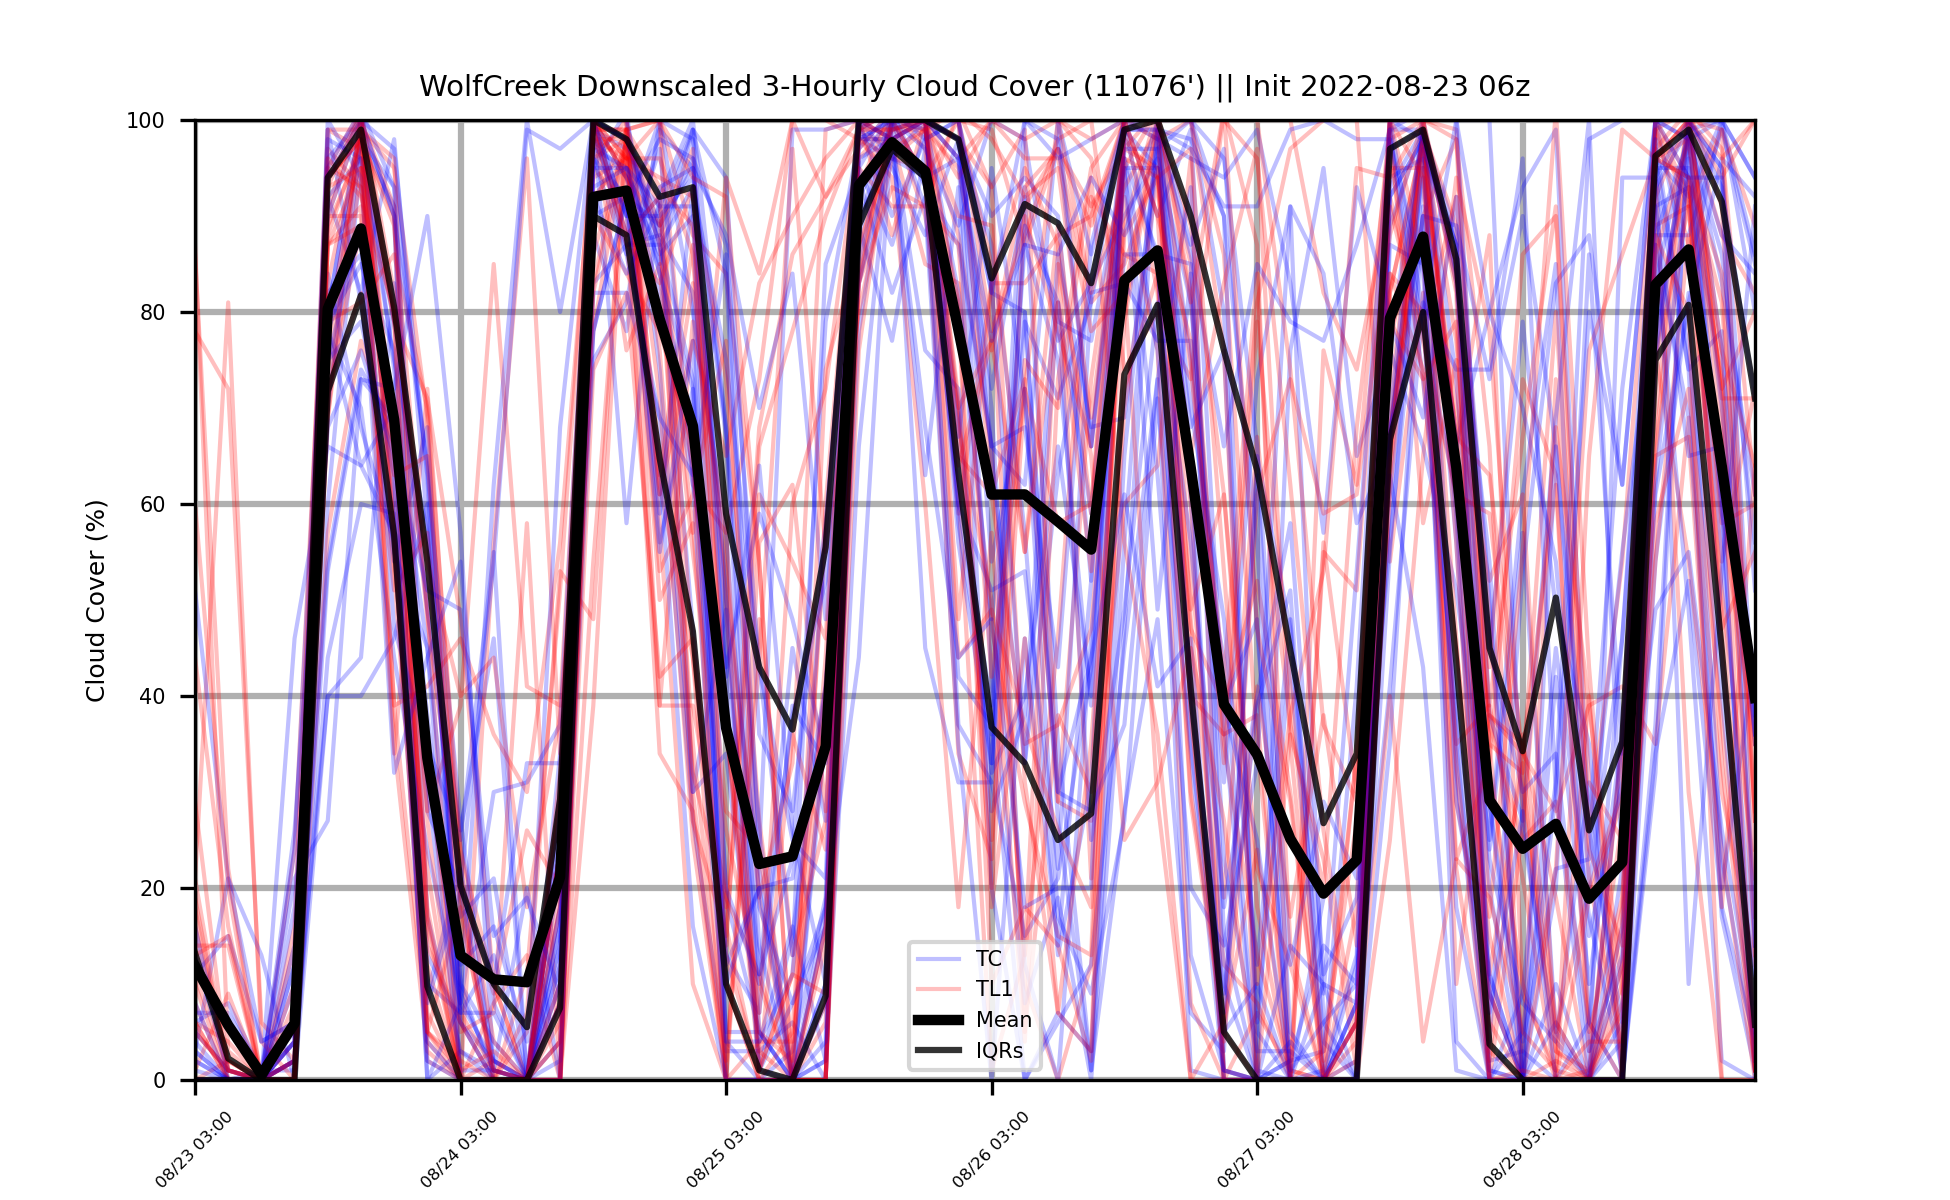 WolfCreek Downscaled 3-Hourly Cloud Cover (11076') || Init 2022-08-23 06z
Cloud Cover (%)
100
80
60
40
20
0
TC
TL1
Mean
IQRs
08/23 03:00
08/24 03:00
08/25 03:00
08/26 03:00
08/27 03:00
08/28 03:00